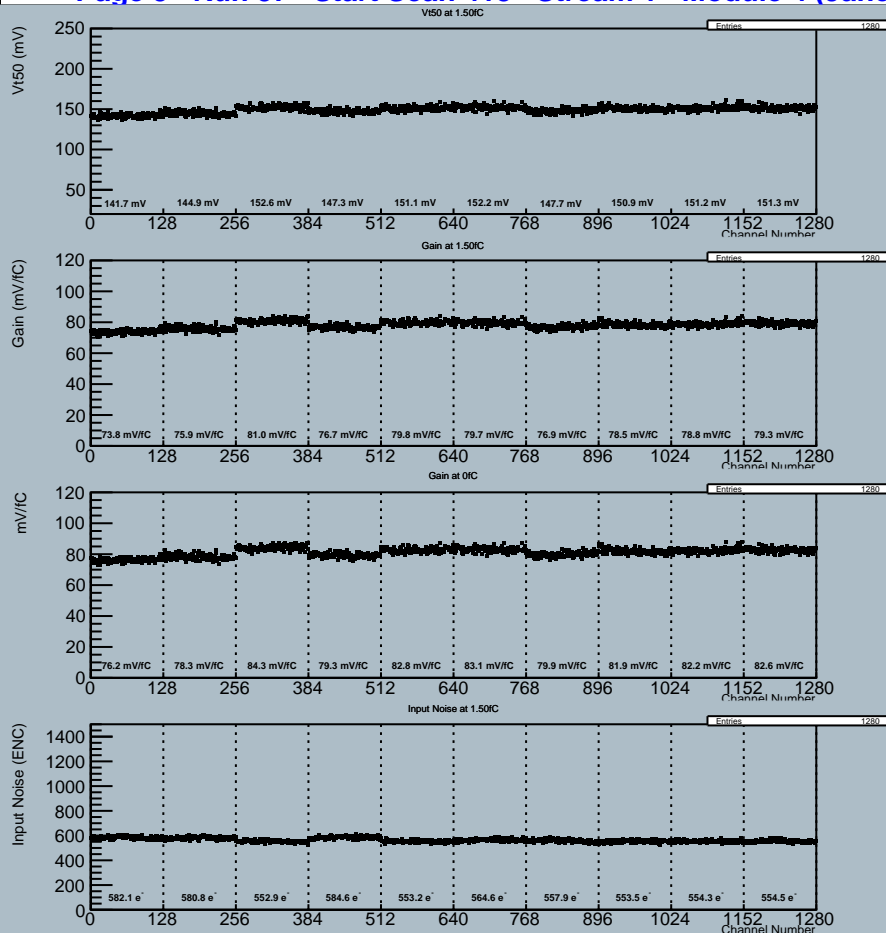 Vt50 at 1.50fC
Entries 1280
Vt50 (mV)
250
200
150
100
50
141.7 mV 144.9 mV 152.6 mV 147.3 mV 151.1 mV 152.2 mV 147.7 mV 150.9 mV 151.2 mV 151.3 mV
0 128 256 384 512 640 768 896 1024 1152 1280
Channel Number
Gain at 1.50fC
Entries 1280
Gain (mV/fC)
120
100
80
60
40
20
0
73.8 mV/fC 75.9 mV/fC 81.0 mV/fC 76.7 mV/fC 79.8 mV/fC 79.7 mV/fC 76.9 mV/fC 78.5 mV/fC 78.8 mV/fC 79.3 mV/fC
0 128 256 384 512 640 768 896 1024 1152 1280
Channel Number
Gain at 0fC
Entries 1280
mV/fC
120
100
80
60
40
20
0
76.2 mV/fC 78.3 mV/fC 84.3 mV/fC 79.3 mV/fC 82.8 mV/fC 83.1 mV/fC 79.9 mV/fC 81.9 mV/fC 82.2 mV/fC 82.6 mV/fC
0 128 256 384 512 640 768 896 1024 1152 1280
Channel Number
Input Noise at 1.50fC
Entries 1280
Input Noise (ENC)
1400
1200
1000
800
600
400
200
0
582.1 e⁻ 580.8 e⁻ 552.9 e⁻ 584.6 e⁻ 553.2 e⁻ 564.6 e⁻ 557.9 e⁻ 553.5 e⁻ 554.3 e⁻ 554.5 e⁻
0 128 256 384 512 640 768 896 1024 1152 1280
Channel Number